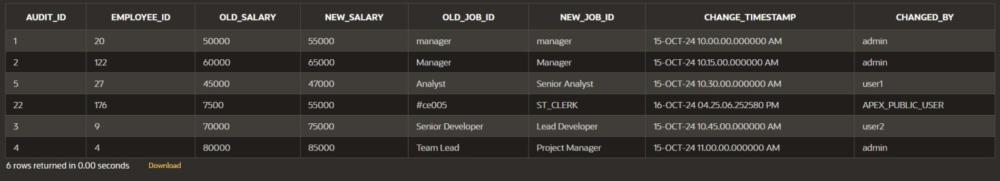 AUDIT_ID EMPLOYEE_ID OLD_SALARY NEW_SALARY OLD_JOB_ID NEW_JOB_ID CHANGE_TIMESTAMP CHANGED_BY
1 20 50000 55000 manager manager 15-OCT-24 10.00.00.000000 AM admin
2 122 60000 65000 Manager Manager 15-OCT-24 10.15.00.000000 AM admin
5 27 45000 47000 Analyst Senior Analyst 15-OCT-24 10.30.00.000000 AM user1
22 176 7500 55000 #ce005 ST_CLERK 16-OCT-24 04.25.06.252580 PM APEX_PUBLIC_USER
3 9 70000 75000 Senior Developer Lead Developer 15-OCT-24 10.45.00.000000 AM user2
4 4 80000 85000 Team Lead Project Manager 15-OCT-24 11.00.00.000000 AM admin
6 rows returned in 0.00 seconds Download